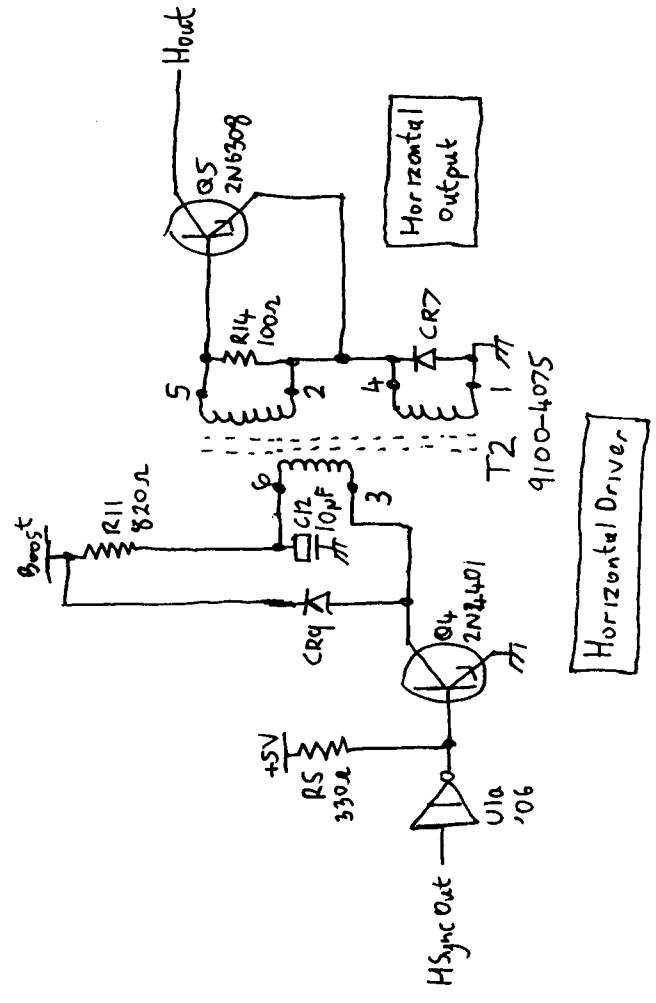 HSync Out
+5V
R5
330Ω
U1a
'06
Boost
R11
820Ω
CR9
C12
10µF
Q4
2N4401
6
3
T2
9100-4075
5
2
4
1
R14
100Ω
CR7
Q5
2N6308
Hout
Horizontal Driver
Horizontal
Output